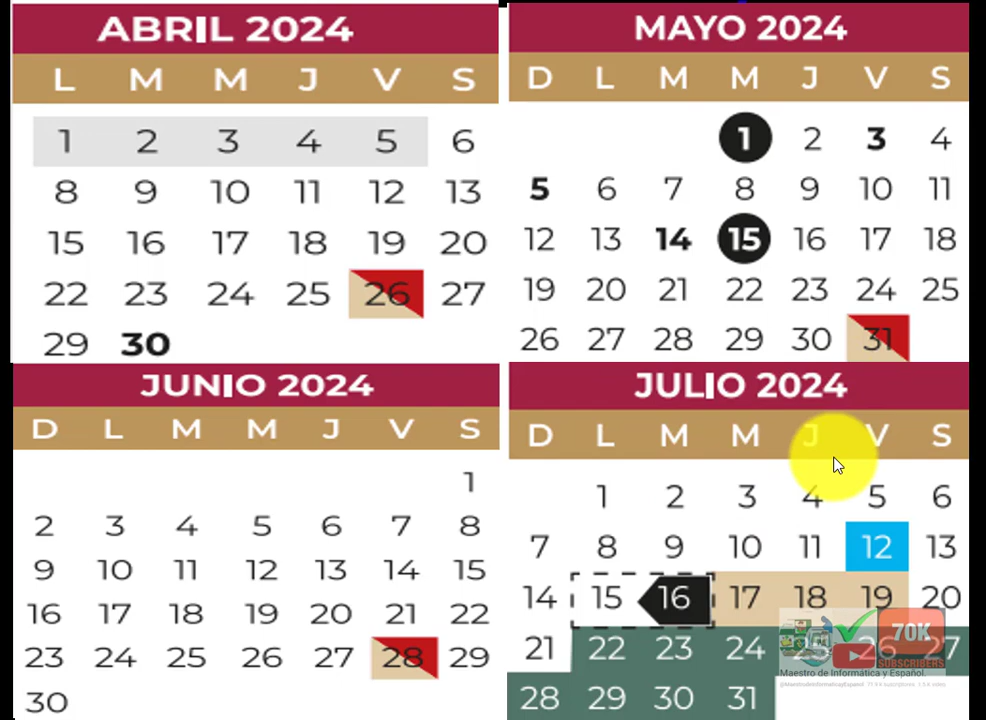 ABRIL 2024
L M M J V S
1 2 3 4 5 6
8 9 10 11 12 13
15 16 17 18 19 20
22 23 24 25 26 27
29 30
MAYO 2024
D L M M J V S
1 2 3 4
5 6 7 8 9 10 11
12 13 14 15 16 17 18
19 20 21 22 23 24 25
26 27 28 29 30 31
JUNIO 2024
D L M M J V S
1
2 3 4 5 6 7 8
9 10 11 12 13 14 15
16 17 18 19 20 21 22
23 24 25 26 27 28 29
30
JULIO 2024
D L M M J V S
1 2 3 4 5 6
7 8 9 10 11 12 13
14 15 16 17 18 19 20
21 22 23 24 25 26 27
28 29 30 31
70K
SUBSCRIBERS
Maestro de Informática y Español.